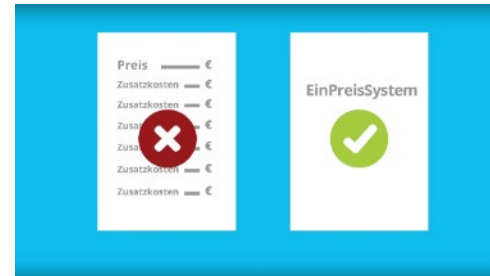 Preis €
Zusatzkosten €
Zusatzkosten €
€
€
Zusatzkosten €
Zusatzkosten €
EinPreisSystem